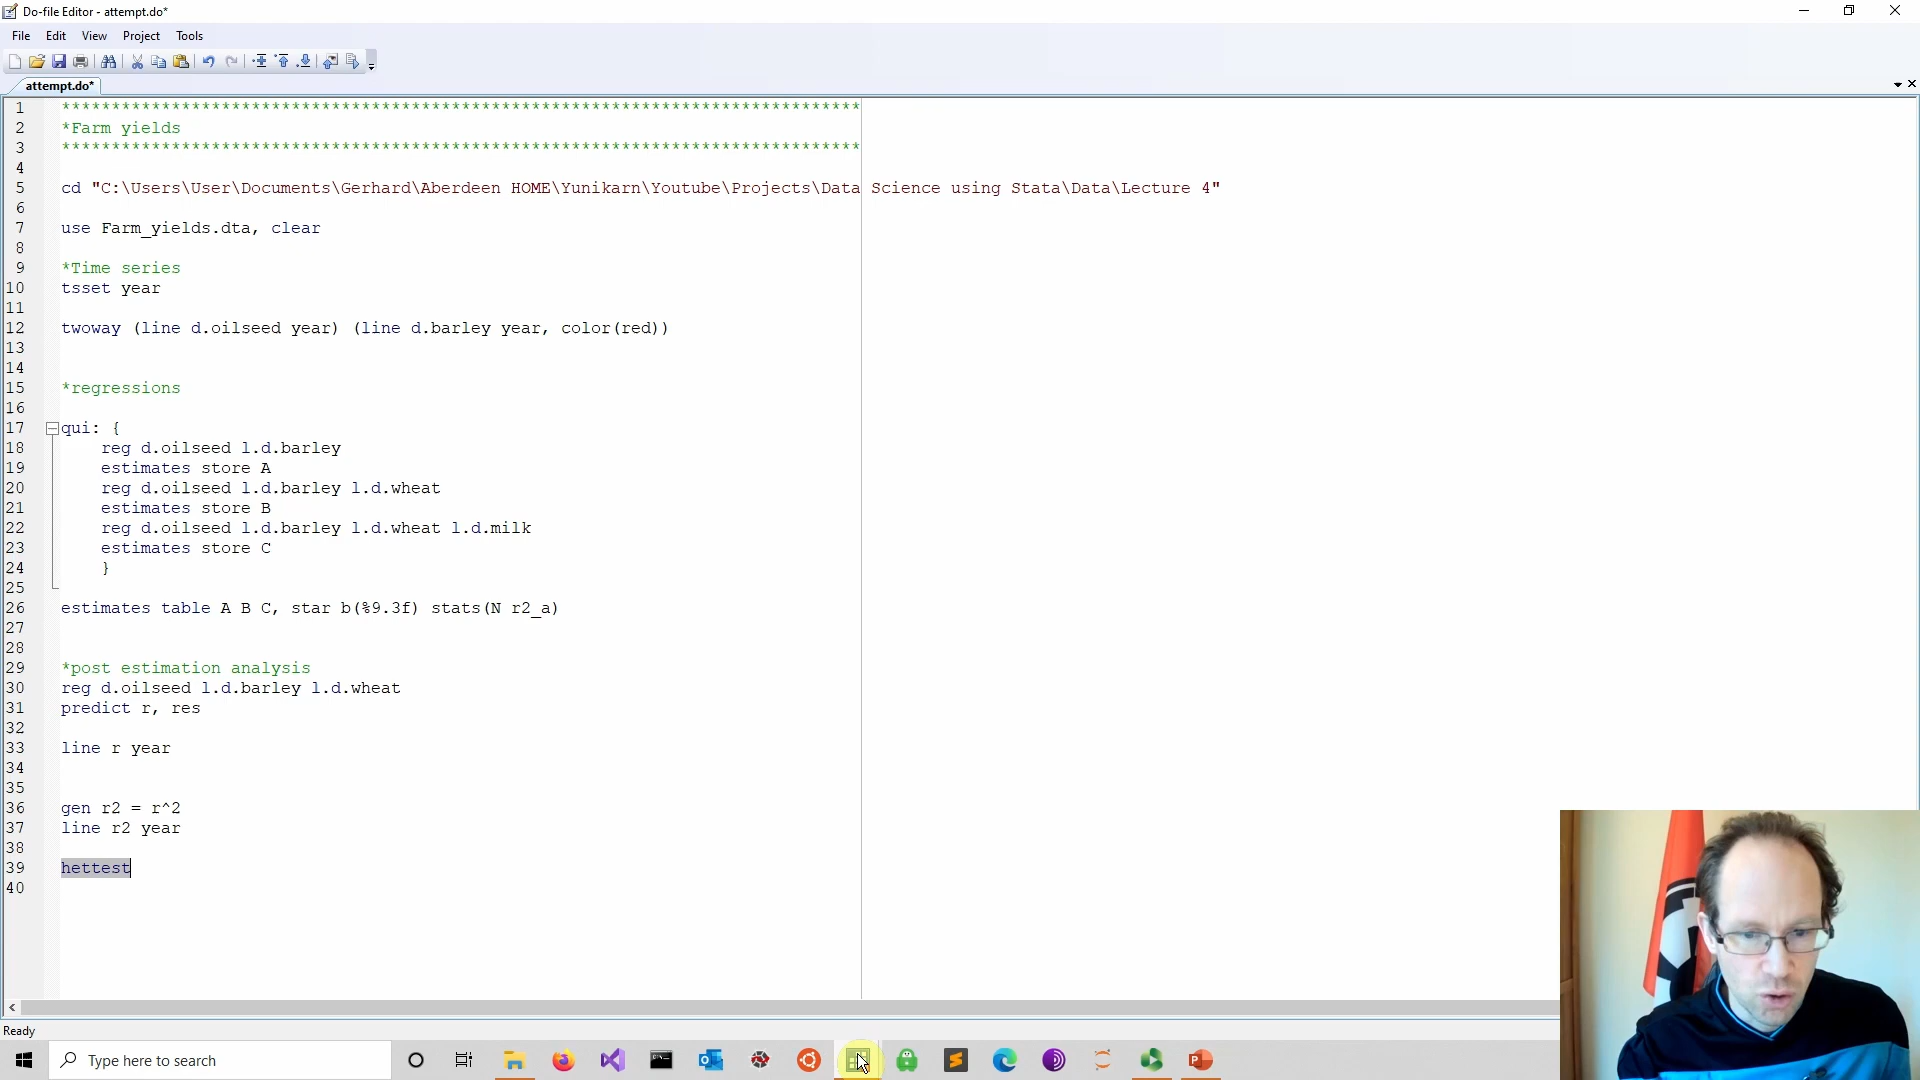 Do-file Editor - attempt.do*
File Edit View Project Tools
attempt.do*
1 ********************************************************************************
2 *Farm yields
3 ********************************************************************************
4
5 cd "C:\Users\User\Documents\Gerhard\Aberdeen HOME\Yunikarn\Youtube\Projects\Data Science using Stata\Data\Lecture 4"
6
7 use Farm_yields.dta, clear
8
9 *Time series
10 tsset year
11
12 twoway (line d.oilseed year) (line d.barley year, color(red))
13
14
15 *regressions
16
17 qui: {
18 reg d.oilseed l.d.barley
19 estimates store A
20 reg d.oilseed l.d.barley l.d.wheat
21 estimates store B
22 reg d.oilseed l.d.barley l.d.wheat l.d.milk
23 estimates store C
24 }
25
26 estimates table A B C, star b(%9.3f) stats(N r2_a)
27
28
29 *post estimation analysis
30 reg d.oilseed l.d.barley l.d.wheat
31 predict r, res
32
33 line r year
34
35
36 gen r2 = r^2
37 line r2 year
38
39 hettest
40
Ready
Type here to search